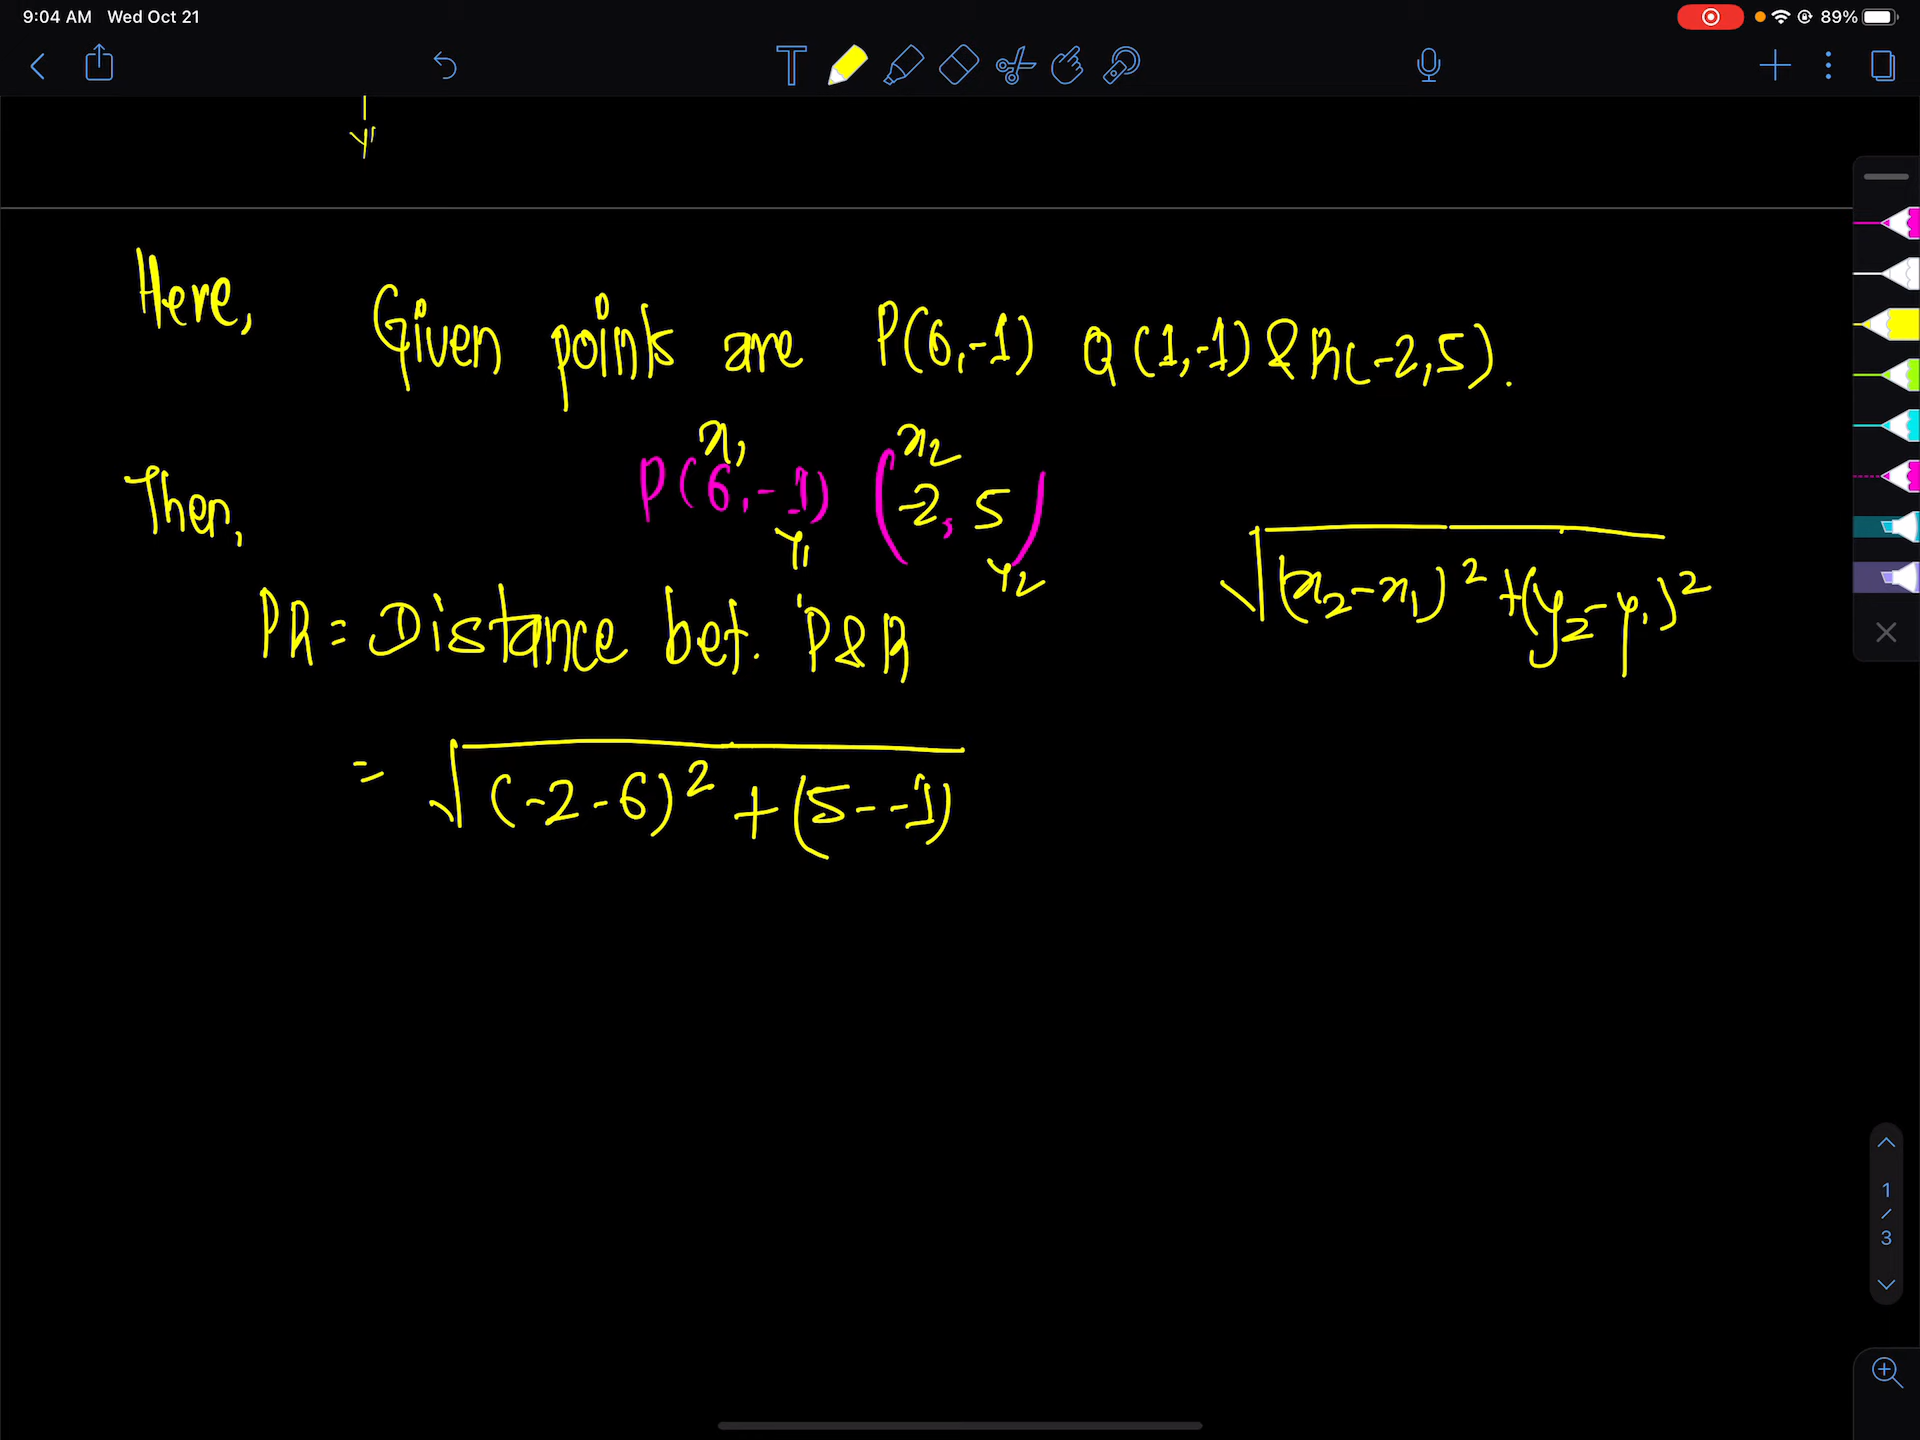 9:04 AM Wed Oct 21 89%
T
Y'
Here, Given points are P(6,-1) Q(1,-1) & R(-2,5).
x₁ x₂
Then, P(6,-1) (-2, 5)
y₁ y₂
√(x₂-x₁)² + (y₂-y₁)²
PR = Distance bet. P&R
= √(-2-6)² + (5--1)
1
/
3